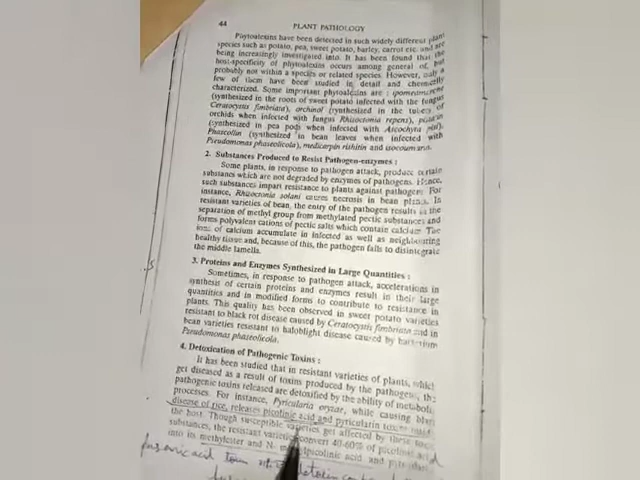 44 PLANT PATHOLOGY
Phytoalexins have been detected in such widely different plant
species such as potato, pea, sweet potato, barley, carrot etc. and are
being increasingly investigated into. It has been found that the
host-specificity of phytoalexins occurs among general of, but
probably not within a species or related species. However, only a
few of them have been studied in detail and chemically
characterized. Some important phytoalexins are : ipomeamarone
(synthesized in the roots of sweet potato infected with the fungus
Ceratocystis fimbriata), orchinol (synthesized in the tubers of
orchids when infected with fungus Rhizoctonia repens), pisatin
(synthesized in pea pods when infected with Ascochyta pisi),
Phaseollin (synthesized in bean leaves when infected with
Pseudomonas phaseolicola), medicarpin rishitin and isocoumarin.
2. Substances Produced to Resist Pathogen-enzymes :
Some plants, in response to pathogen attack, produce certain
substances which are not degraded by enzymes of pathogens. Hence,
such substances impart resistance to plants against pathogens. For
instance, Rhizoctonia solani causes necrosis in bean plants. In
resistant varieties of bean, the entry of the pathogen results in the
separation of methyl group from methylated pectic substances and
forms polyvalent cations of pectic salts which contain calcium. The
ions of calcium accumulate in infected as well as neighbouring
healthy tissue and, because of this, the pathogen fails to disintegrate
the middle lamella.
3. Proteins and Enzymes Synthesized in Large Quantities :
Sometimes, in response to pathogen attack, accelerations in
synthesis of certain proteins and enzymes result in their large
quantities and in modified forms to contribute to resistance in
plants. This quality has been observed in sweet potato varieties
resistant to black rot disease caused by Ceratocystis fimbriata and in
bean varieties resistant to haloblight disease caused by bacterium
Pseudomonas phaseolicola.
4. Detoxication of Pathogenic Toxins :
It has been studied that in resistant varieties of plants, which
get diseased as a result of toxins produced by the pathogen, the
pathogenic toxins released are detoxified by the ability of metabolic
processes. For instance, Pyricularia oryzae, while causing blast
disease of rice, releases picolinic acid and pyricularin toxins
the host. Though susceptible varieties get affected by these toxic
substances, the resistant varieties convert 40-60% of picolinic acid
into its methylester and N- picolinic acid and
acid toxin